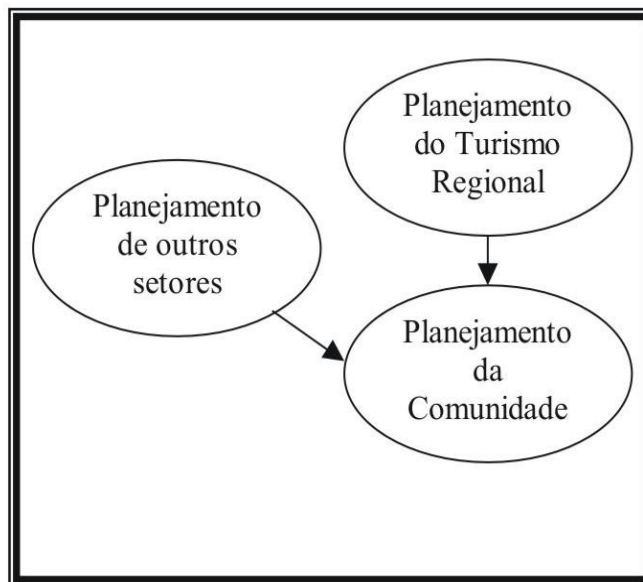 Planejamento
do Turismo
Regional
Planejamento
de outros
setores
Planejamento
da
Comunidade